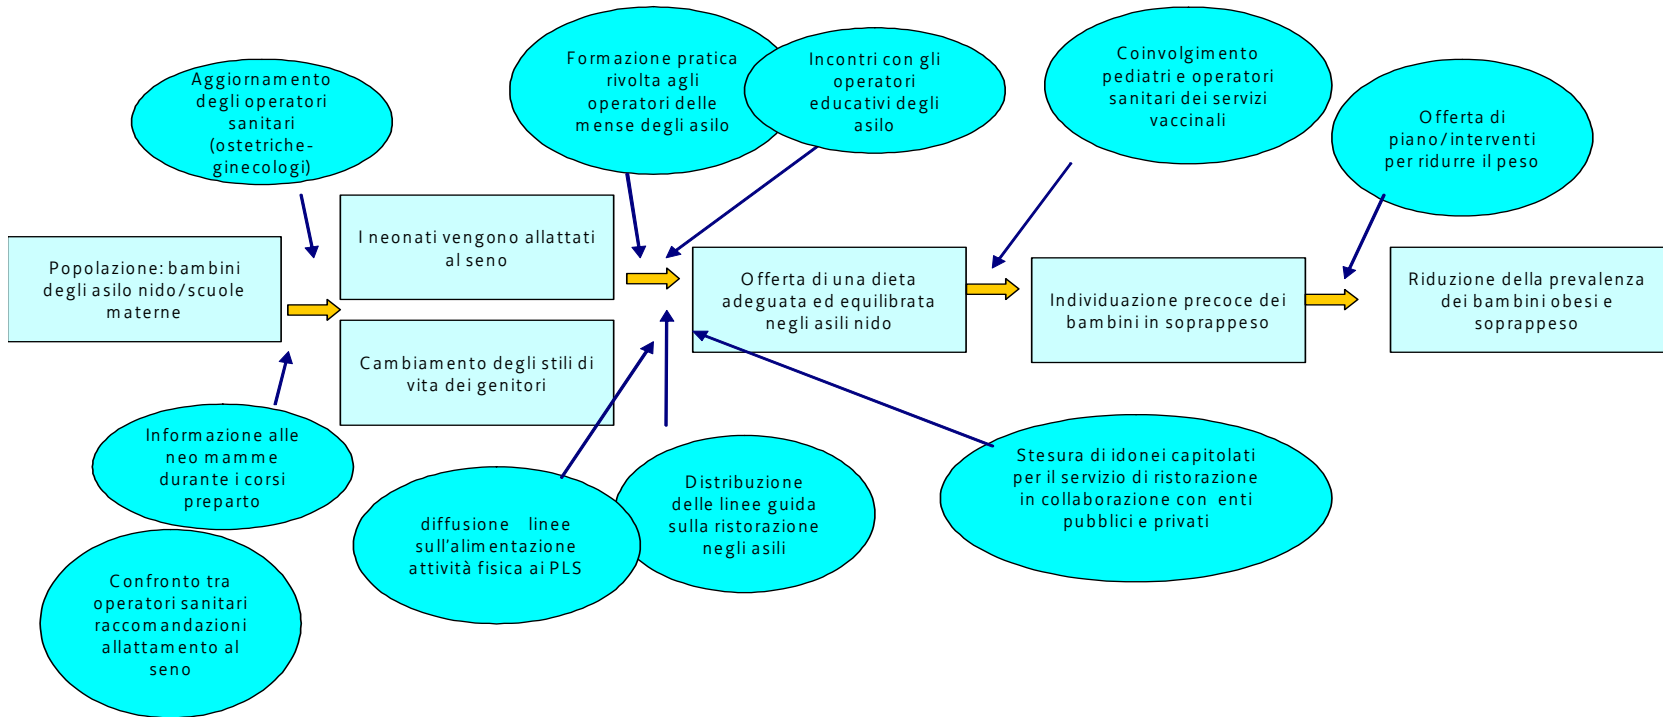 Aggiornamento
degli operatori
sanitari
(ostetriche-
ginecologi)
Formazione pratica
rivolta agli
operatori delle
mense degli asilo
Incontri con gli
operatori
educativi degli
asilo
Coinvolgimento
pediatri e operatori
sanitari dei servizi
vaccinali
Offerta di
piano/interventi
per ridurre il peso
Popolazione: bambini
degli asilo nido/scuole
materne
I neonati vengono allattati
al seno
Cambiamento degli stili di
vita dei genitori
Offerta di una dieta
adeguata ed equilibrata
negli asili nido
Individuazione precoce dei
bambini in soprappeso
Riduzione della prevalenza
dei bambini obesi e
soprappeso
Informazione alle
neo mamme
durante i corsi
preparto
Confronto tra
operatori sanitari
raccomandazioni
allattamento al
seno
diffusione linee
sull'alimentazione
attività fisica ai PLS
Distribuzione
delle linee guida
sulla ristorazione
negli asili
Stesura di idonei capitolati
per il servizio di ristorazione
in collaborazione con enti
pubblici e privati